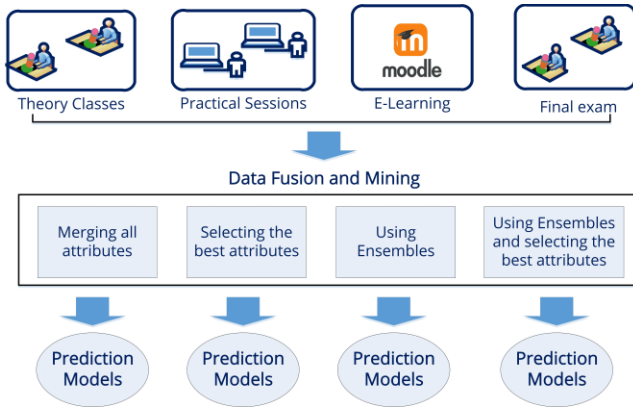 moodle
Theory Classes
Practical Sessions
E-Learning
Final exam
Data Fusion and Mining
Merging all
attributes
Selecting the
best attributes
Using
Ensembles
Using Ensembles
and selecting the
best attributes
Prediction
Models
Prediction
Models
Prediction
Models
Prediction
Models